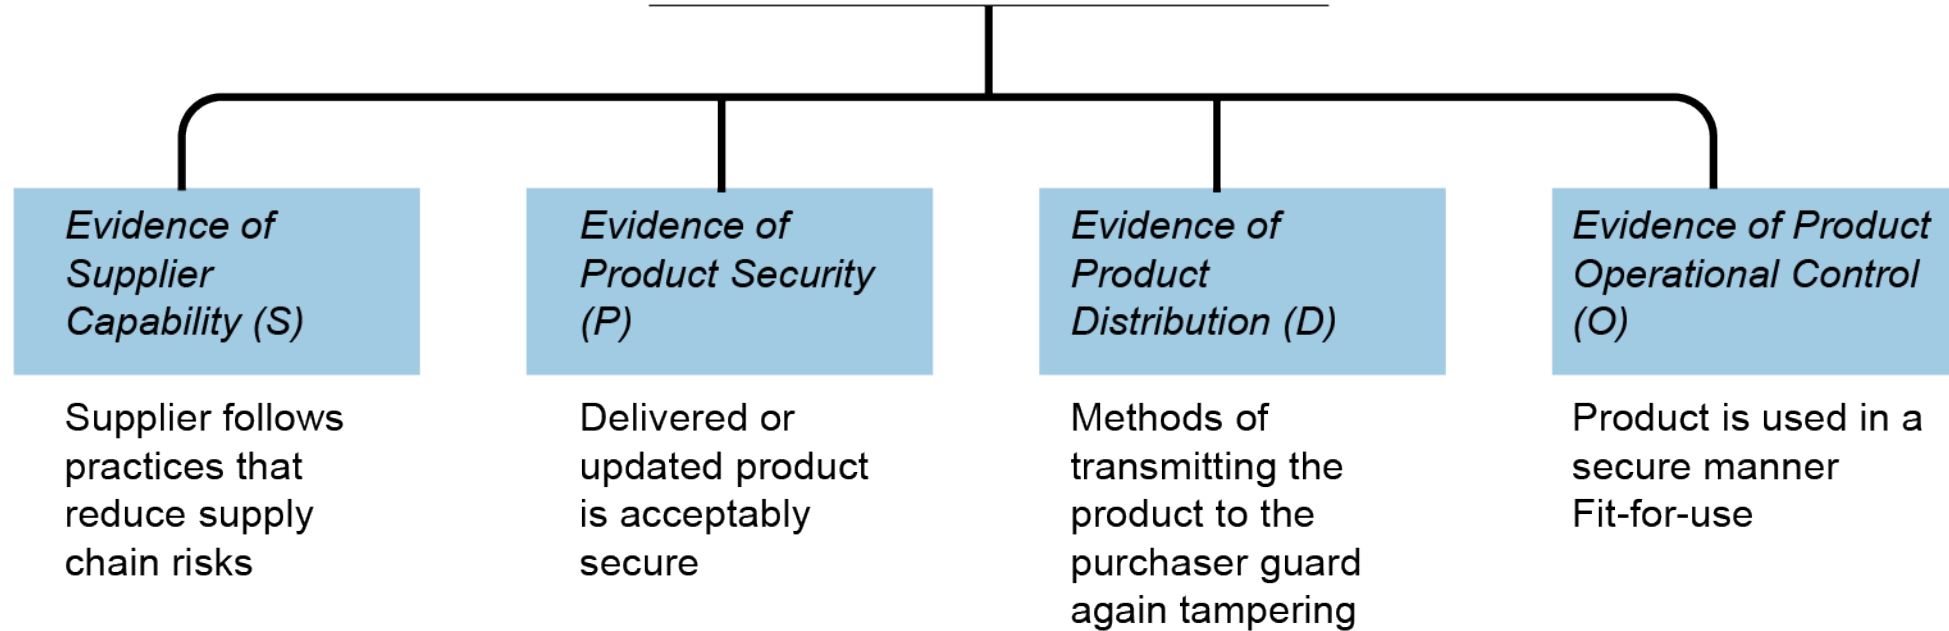 Evidence of
Supplier
Capability (S)
Supplier follows
practices that
reduce supply
chain risks
Evidence of
Product Security
(P)
Delivered or
updated product
is acceptably
secure
Evidence of
Product
Distribution (D)
Methods of
transmitting the
product to the
purchaser guard
again tampering
Evidence of Product
Operational Control
(O)
Product is used in a
secure manner
Fit-for-use